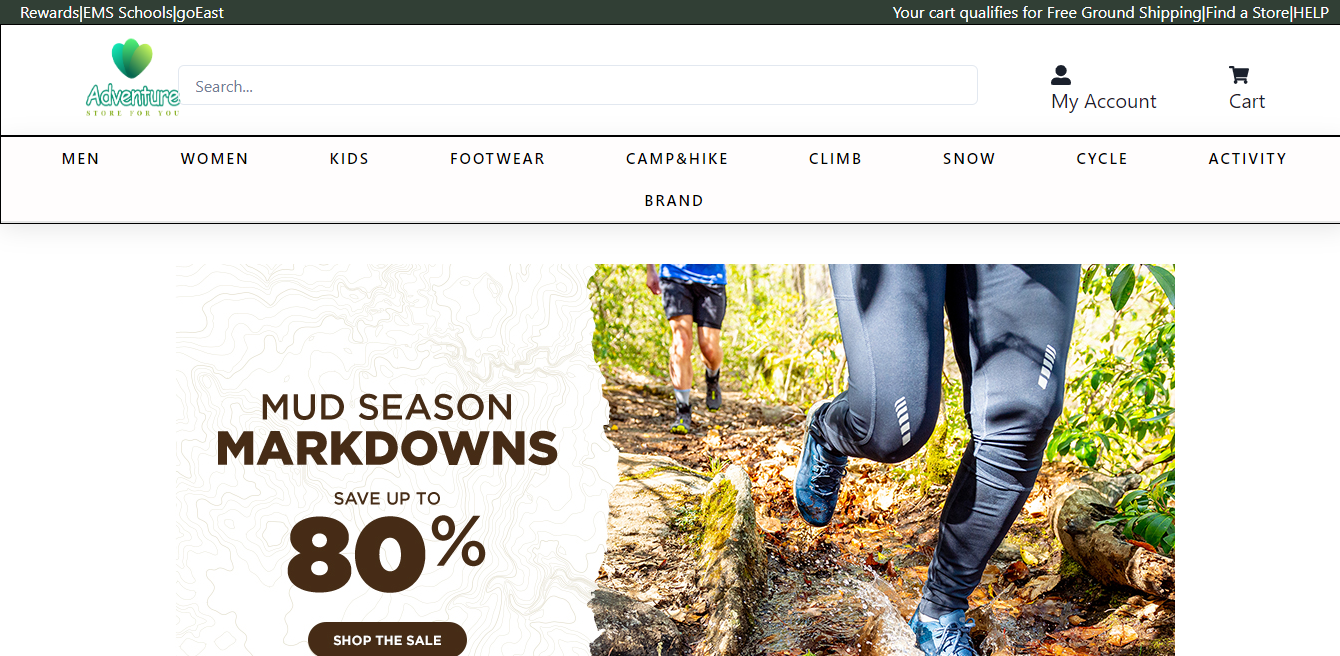 Rewards|EMS Schools|goEast
Your cart qualifies for Free Ground Shipping|Find a Store|HELP
Adventure
STORE FOR YOU
Search...
My Account
Cart
MEN WOMEN KIDS FOOTWEAR CAMP&HIKE CLIMB SNOW CYCLE ACTIVITY
BRAND
MUD SEASON
MARKDOWNS
SAVE UP TO
80%
SHOP THE SALE